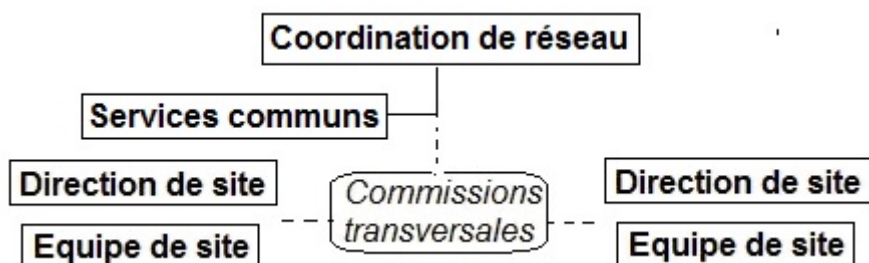 Coordination de réseau
Services communs
Direction de site
Commissions
transversales
Direction de site
Equipe de site
Equipe de site